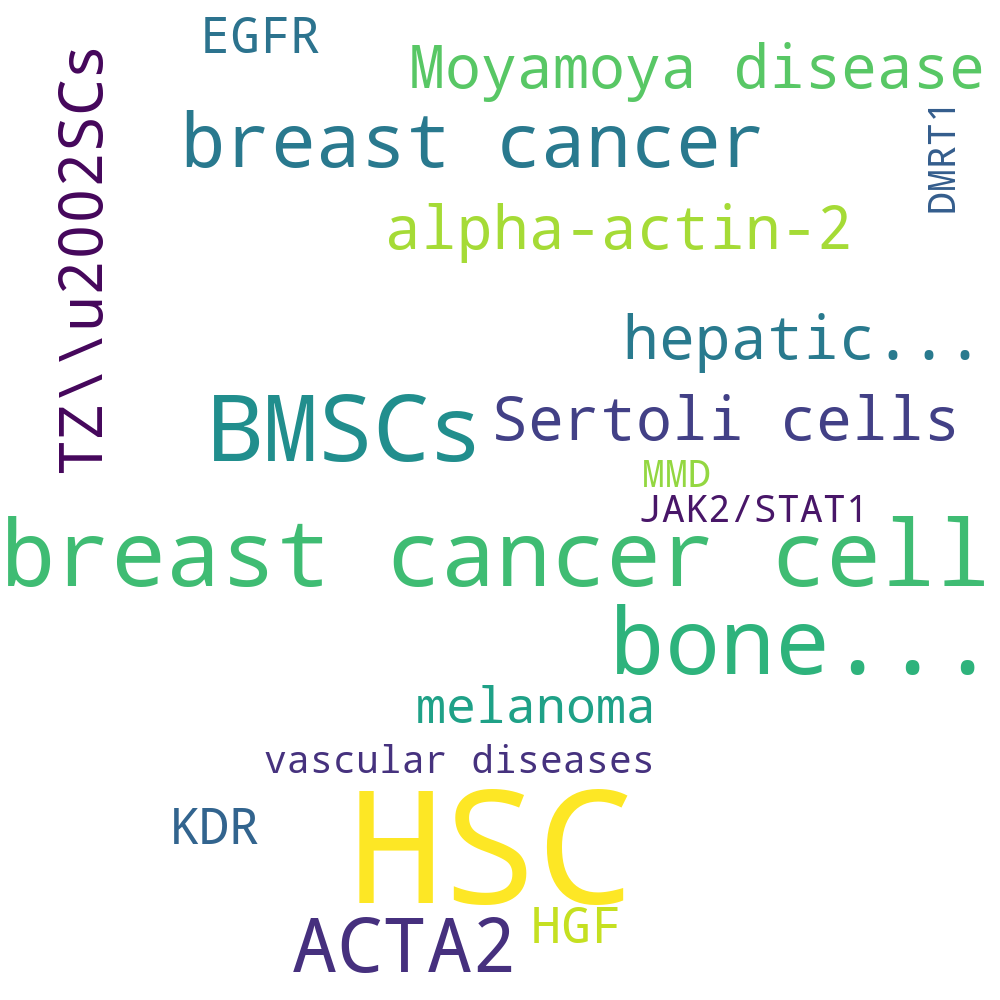 EGFR
Moyamoya disease
TZ\\u2002SCs
breast cancer
DMRT1
alpha-actin-2
hepatic...
BMSCs
Sertoli cells
MMD
JAK2/STAT1
breast cancer cell
bone...
melanoma
vascular diseases
KDR
HSC
HGF
ACTA2